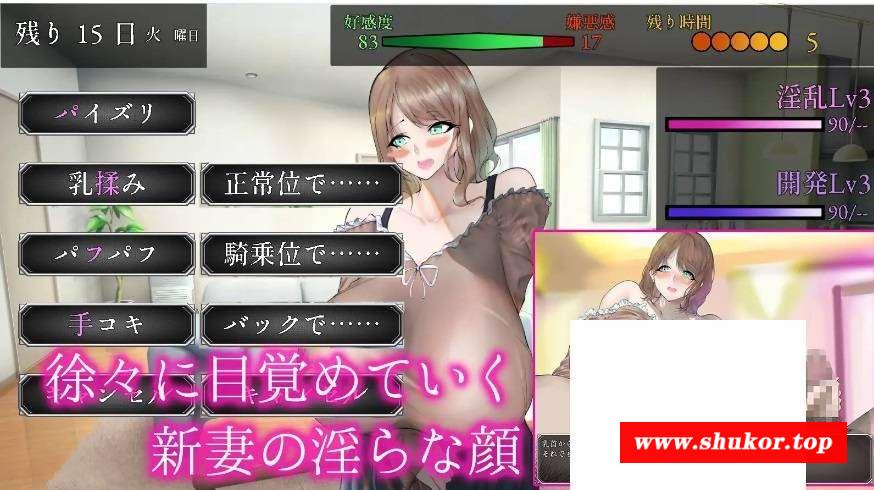 残り 15 日 火 曜日
好感度 嫌悪感 残り時間
83 17 5
淫乱Lv3
90/--
開発Lv3
90/--
パイズリ
乳揉み 正常位で……
パフパフ 騎乗位で……
手コキ バックで……
徐々に目覚めていく
新妻の淫らな顔
www.shukor.top